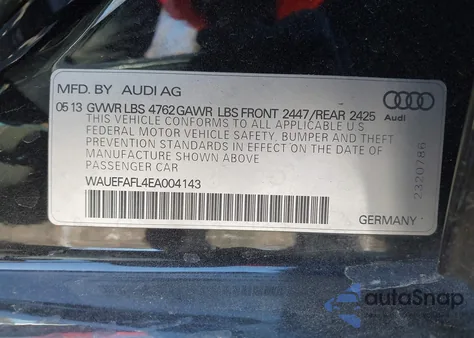 MFD. BY AUDI AG
05 13 GVWR LBS 4762 GAWR LBS FRONT 2447/REAR 2425
THIS VEHICLE CONFORMS TO ALL APPLICABLE U.S
FEDERAL MOTOR VEHICLE SAFETY, BUMPER AND THEFT
PREVENTION STANDARDS IN EFFECT ON THE DATE
OF MANUFACTURE SHOWN ABOVE
PASSENGER CAR
WAUEFAFL4EA004143
GERMANY
2320786
autoSnap